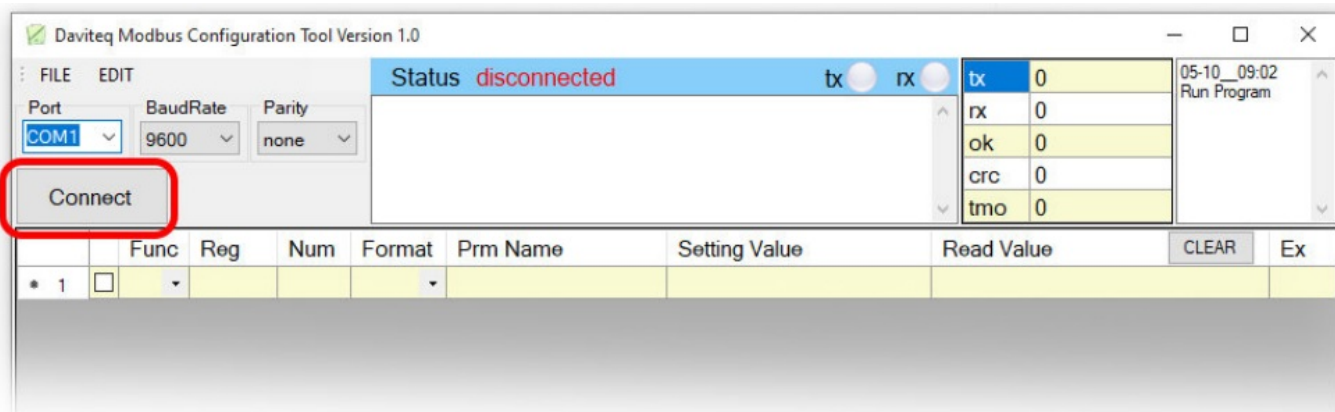 Daviteq Modbus Configuration Tool Version 1.0
FILE EDIT
Status disconnected tx rx
Port BaudRate Parity
COM1 9600 none
Connect
tx 0
rx 0
ok 0
crc 0
tmo 0
05-10__09:02
Run Program
Func Reg Num Format Prm Name Setting Value Read Value CLEAR Ex
* 1